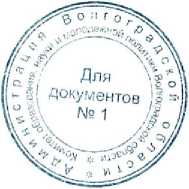 Администрация Волгоградской области
Комитет образования, науки и молодежной политики Волгоградской области
Для
документов
№ 1